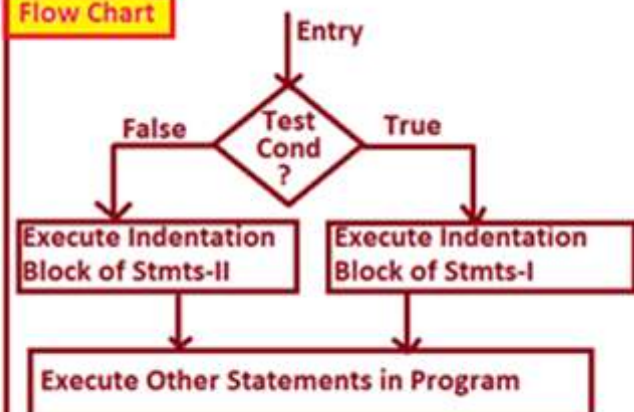 Flow Chart
Entry
Test
Cond
?
False
True
Execute Indentation
Block of Stmts-II
Execute Indentation
Block of Stmts-I
Execute Other Statements in Program